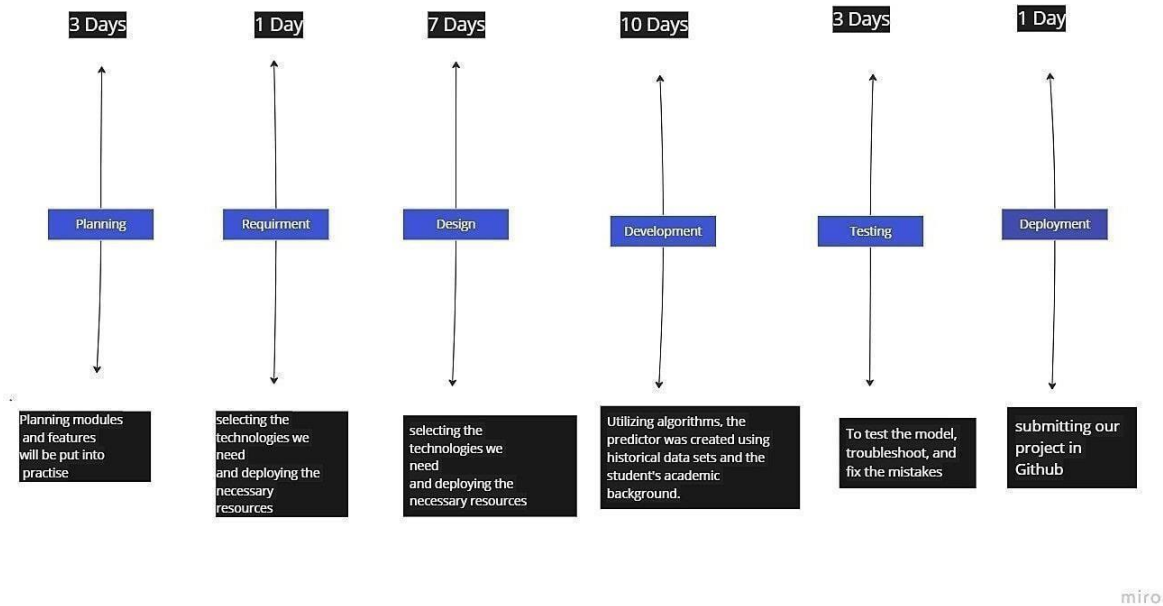 3 Days
1 Day
7 Days
10 Days
3 Days
1 Day
Planning
Requirment
Design
Development
Testing
Deployment
Planning modules
and features
will be put into
practise
selecting the
technologies we
need
and deploying the
necessary
resources
selecting the
technologies we
need
and deploying the
necessary resources
Utilizing algorithms, the
predictor was created using
historical data sets and the
student's academic
background.
To test the model,
troubleshoot, and
fix the mistakes
submitting our
project in
Github
miro